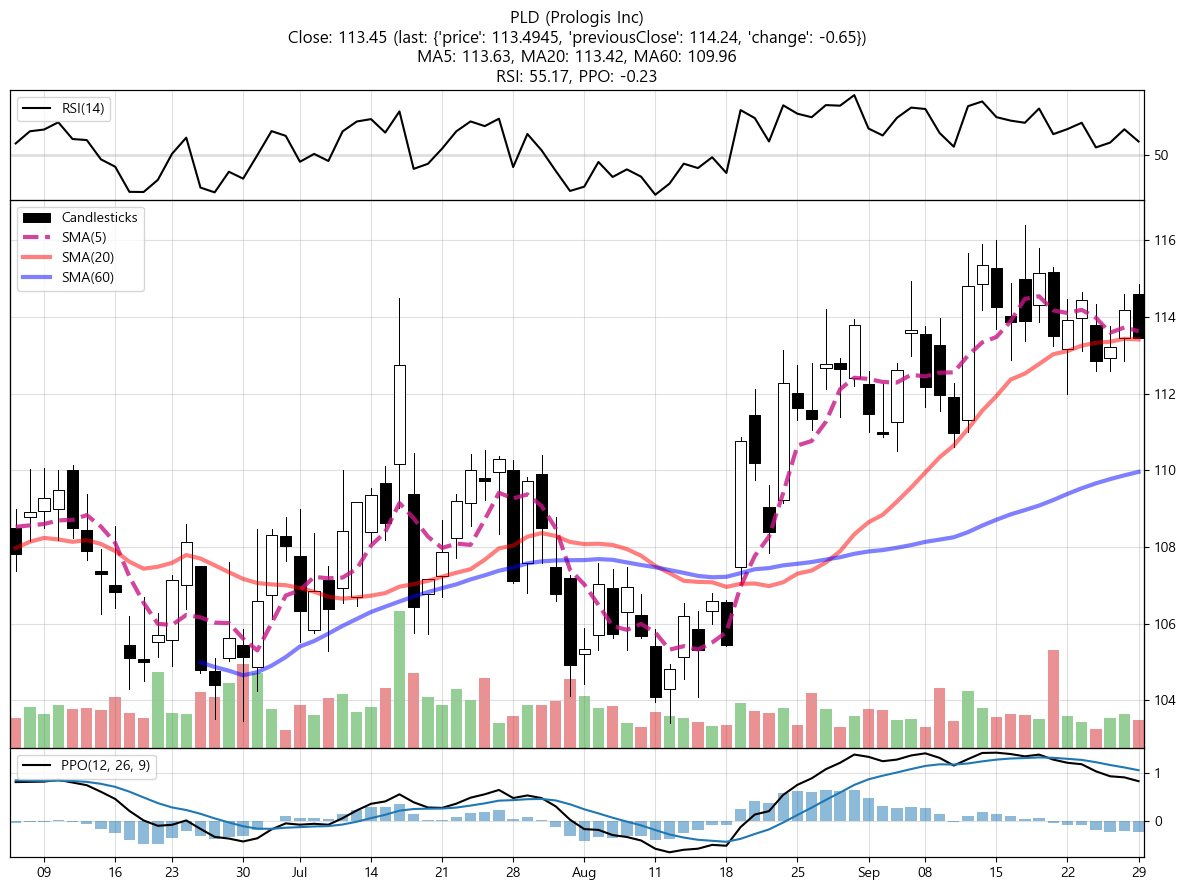 PLD (Prologis Inc)
Close: 113.45 (last: {'price': 113.4945, 'previousClose': 114.24, 'change': -0.65})
MA5: 113.63, MA20: 113.42, MA60: 109.96
RSI: 55.17, PPO: -0.23
RSI(14)
50
Candlesticks
SMA(5)
SMA(20)
SMA(60)
116
114
112
110
108
106
104
PPO(12, 26, 9)
1
0
09 16 23 30 Jul 14 21 28 Aug 11 18 25 Sep 08 15 22 29